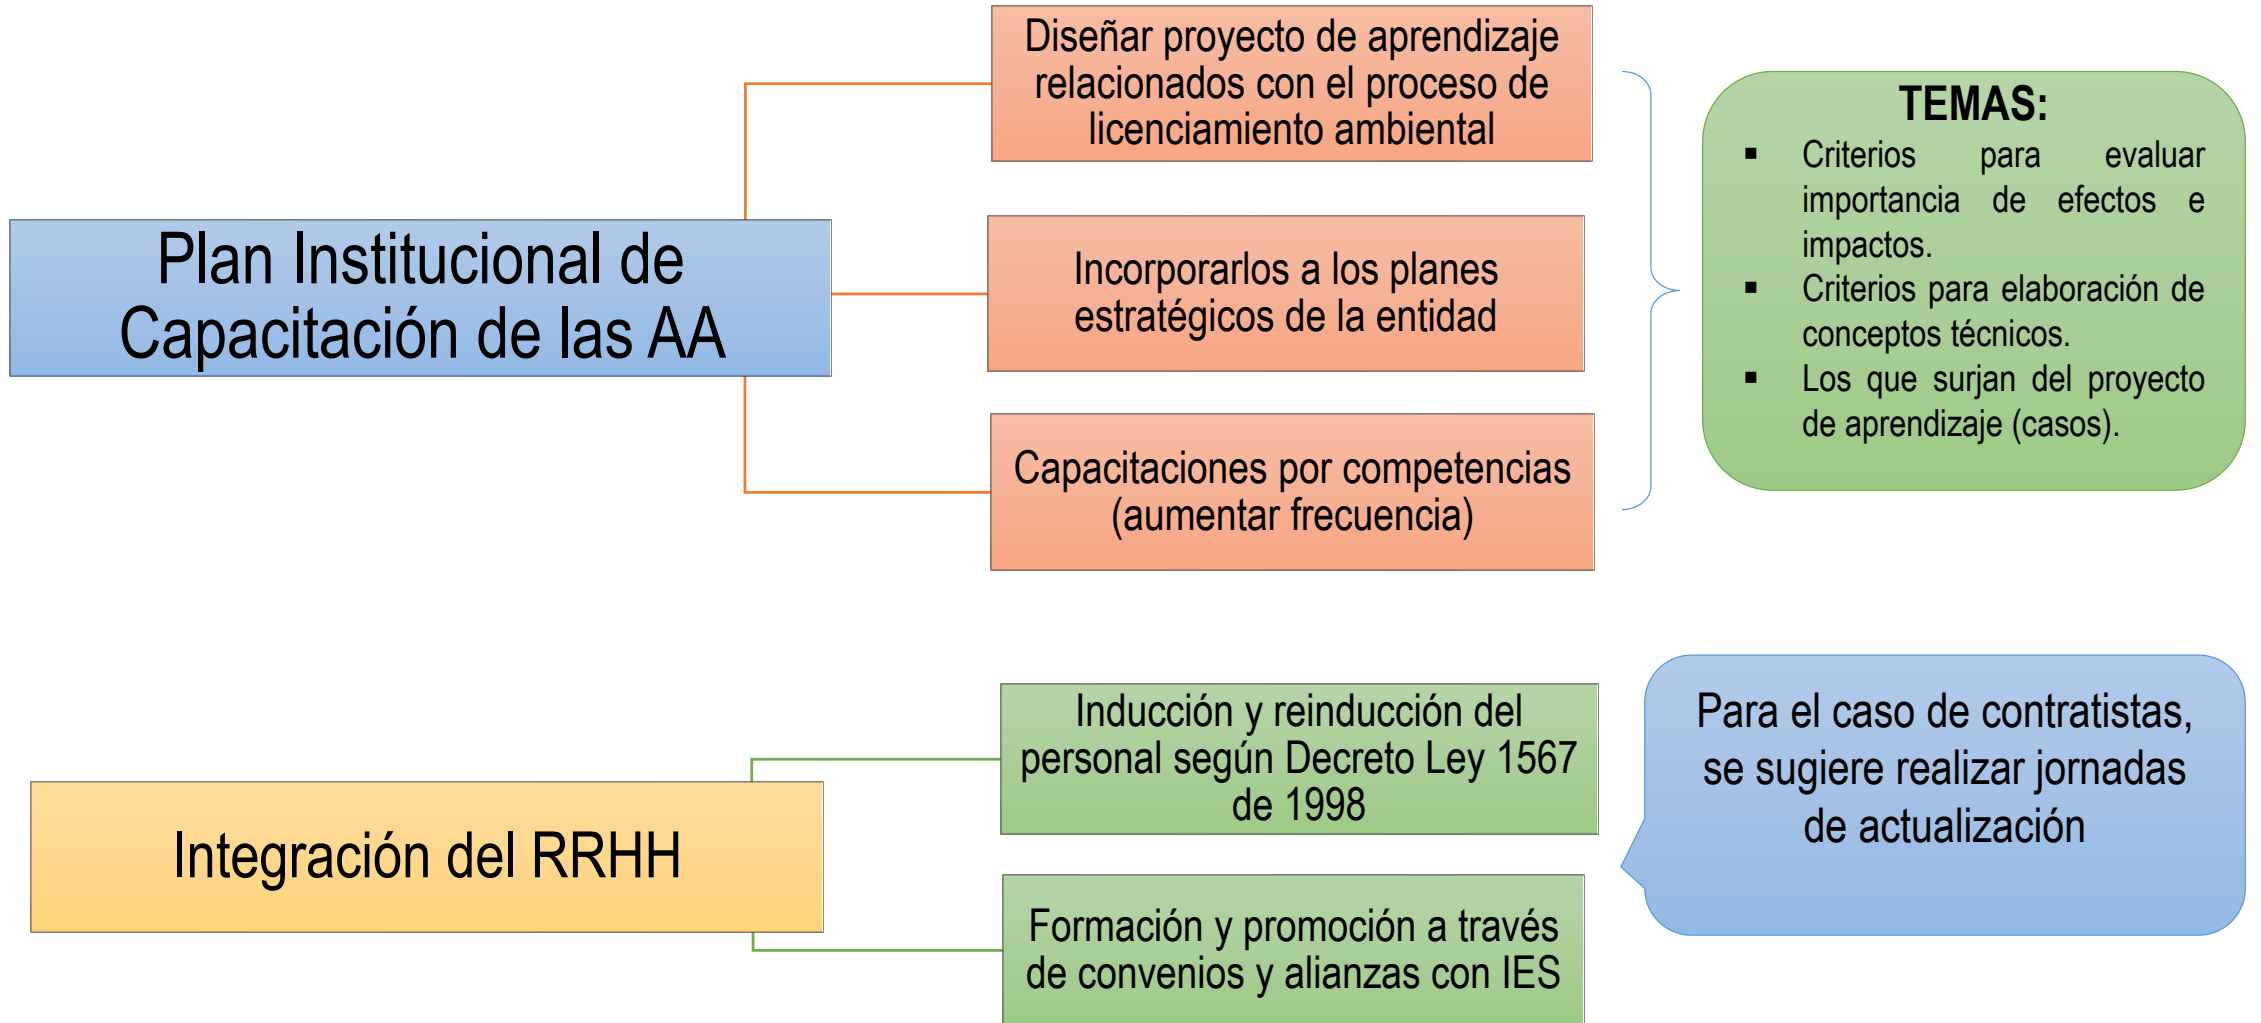 Plan Institucional de
Capacitación de las AA
Diseñar proyecto de aprendizaje
relacionados con el proceso de
licenciamiento ambiental
Incorporarlos a los planes
estratégicos de la entidad
Capacitaciones por competencias
(aumentar frecuencia)
TEMAS:
▪ Criterios para evaluar
importancia de efectos e
impactos.
▪ Criterios para elaboración de
conceptos técnicos.
▪ Los que surjan del proyecto
de aprendizaje (casos).
Integración del RRHH
Inducción y reinducción del
personal según Decreto Ley 1567
de 1998
Formación y promoción a través
de convenios y alianzas con IES
Para el caso de contratistas,
se sugiere realizar jornadas
de actualización